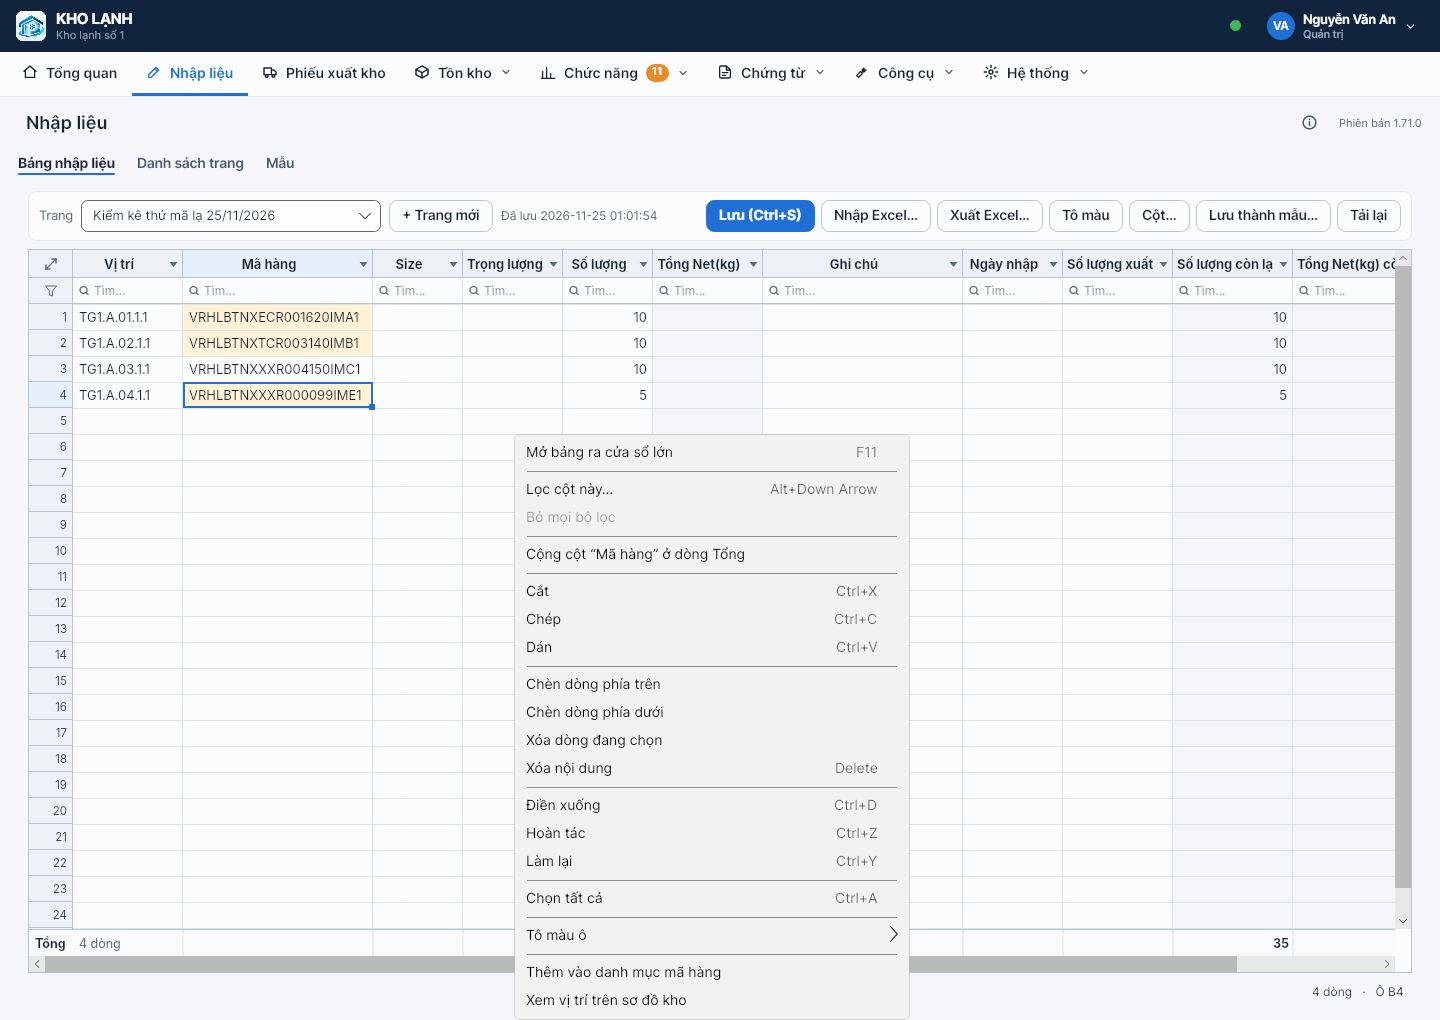 KHO LẠNH
Kho lạnh số 1
VA
Nguyễn Văn An
Quản trị
Tổng quan
Nhập liệu
Phiếu xuất kho
Tồn kho
Chức năng 11
Chứng từ
Công cụ
Hệ thống
Nhập liệu
Phiên bản 1.71.0
Bảng nhập liệu
Danh sách trang
Mẫu
Trang
Kiểm kê thử mã lạ 25/11/2026
+ Trang mới
Đã lưu 2026-11-25 01:01:54
Lưu (Ctrl+S)
Nhập Excel...
Xuất Excel...
Tô màu
Cột...
Lưu thành mẫu...
Tải lại
Vị trí Mã hàng Size Trọng lượng Số lượng Tổng Net(kg) Ghi chú Ngày nhập Số lượng xuất Số lượng còn lạ Tổng Net(kg) cò
Tìm... Tìm... Tìm... Tìm... Tìm... Tìm... Tìm... Tìm... Tìm... Tìm... Tìm...
1 TG1.A.01.1.1 VRHLBTNXECR001620IMA1 10 10
2 TG1.A.02.1.1 VRHLBTNXTCR003140IMB1 10 10
3 TG1.A.03.1.1 VRHLBTNXXXR004150IMC1 10 10
4 TG1.A.04.1.1 VRHLBTNXXXR000099IME1 5 5
5
6
7
8
9
10
11
12
13
14
15
16
17
18
19
20
21
22
23
24
Mở bảng ra cửa sổ lớn F11
Lọc cột này... Alt+Down Arrow
Bỏ mọi bộ lọc
Cộng cột “Mã hàng” ở dòng Tổng
Cắt Ctrl+X
Chép Ctrl+C
Dán Ctrl+V
Chèn dòng phía trên
Chèn dòng phía dưới
Xóa dòng đang chọn
Xóa nội dung Delete
Điền xuống Ctrl+D
Hoàn tác Ctrl+Z
Làm lại Ctrl+Y
Chọn tất cả Ctrl+A
Tô màu ô
Thêm vào danh mục mã hàng
Xem vị trí trên sơ đồ kho
Tổng 4 dòng 35
4 dòng · Ô B4